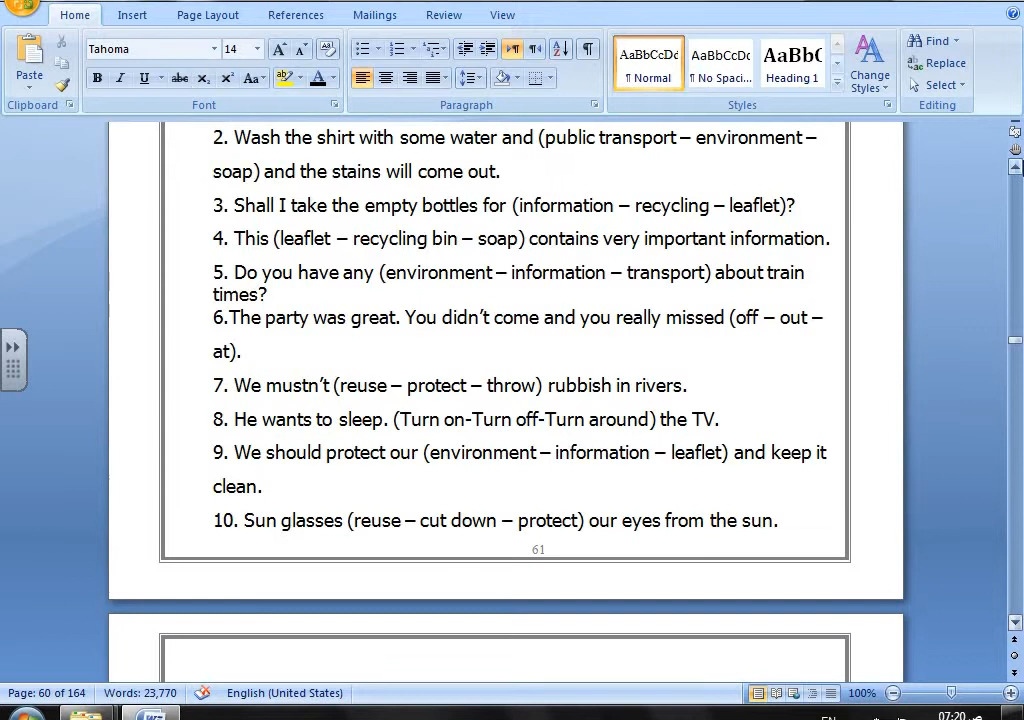 Home Insert Page Layout References Mailings Review View
Paste
Tahoma 14
B I U abc X₂ X² Aa A
AaBbCcDc AaBbCcDc AaBbC
¶ Normal ¶ No Spaci... Heading 1
Change Styles
Find
Replace
Select
Clipboard Font Paragraph Styles Editing
2. Wash the shirt with some water and (public transport – environment –
soap) and the stains will come out.
3. Shall I take the empty bottles for (information – recycling – leaflet)?
4. This (leaflet – recycling bin – soap) contains very important information.
5. Do you have any (environment – information – transport) about train
times?
6.The party was great. You didn't come and you really missed (off – out –
at).
7. We mustn't (reuse – protect – throw) rubbish in rivers.
8. He wants to sleep. (Turn on-Turn off-Turn around) the TV.
9. We should protect our (environment – information – leaflet) and keep it
clean.
10. Sun glasses (reuse – cut down – protect) our eyes from the sun.
61
Page: 60 of 164 Words: 23,770 English (United States) 100%